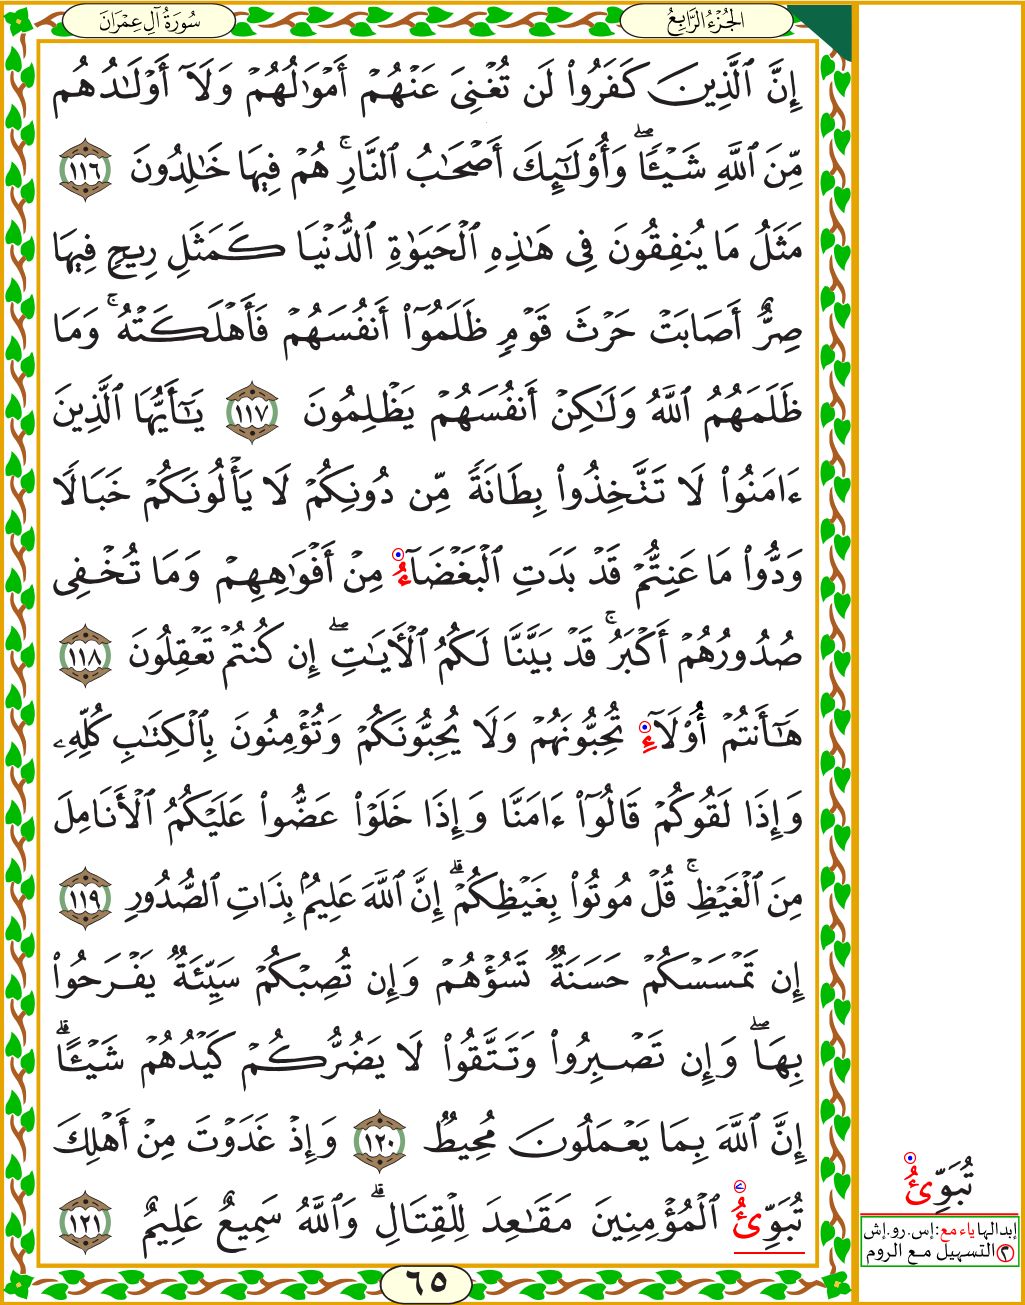 الجُزْءُ الرَّابِعُ
سُورَةُ آلِ عِمْرَانَ
إِنَّ ٱلَّذِينَ كَفَرُوا۟ لَن تُغْنِىَ عَنْهُمْ أَمْوَٰلُهُمْ وَلَآ أَوْلَـٰدُهُم
مِّنَ ٱللَّهِ شَيْـًٔا ۖ وَأُو۟لَـٰٓئِكَ أَصْحَـٰبُ ٱلنَّارِ ۚ هُمْ فِيهَا خَـٰلِدُونَ ١١٦
مَثَلُ مَا يُنفِقُونَ فِى هَـٰذِهِ ٱلْحَيَوٰةِ ٱلدُّنْيَا كَمَثَلِ رِيحٍ فِيهَا
صِرٌّ أَصَابَتْ حَرْثَ قَوْمٍ ظَلَمُوٓا۟ أَنفُسَهُمْ فَأَهْلَكَتْهُ ۚ وَمَا
ظَلَمَهُمُ ٱللَّهُ وَلَـٰكِنْ أَنفُسَهُمْ يَظْلِمُونَ ١١٧ يَـٰٓأَيُّهَا ٱلَّذِينَ
ءَامَنُوا۟ لَا تَتَّخِذُوا۟ بِطَانَةً مِّن دُونِكُمْ لَا يَأْلُونَكُمْ خَبَالًا
وَدُّوا۟ مَا عَنِتُّمْ قَدْ بَدَتِ ٱلْبَغْضَآءُ مِنْ أَفْوَٰهِهِمْ وَمَا تُخْفِى
صُدُورُهُمْ أَكْبَرُ ۚ قَدْ بَيَّنَّا لَكُمُ ٱلْـَٔايَـٰتِ ۖ إِن كُنتُمْ تَعْقِلُونَ ١١٨
هَـٰٓأَنتُمْ أُو۟لَآءِ تُحِبُّونَهُمْ وَلَا يُحِبُّونَكُمْ وَتُؤْمِنُونَ بِٱلْكِتَـٰبِ كُلِّهِۦ
وَإِذَا لَقُوكُمْ قَالُوٓا۟ ءَامَنَّا وَإِذَا خَلَوْا۟ عَضُّوا۟ عَلَيْكُمُ ٱلْأَنَامِلَ
مِنَ ٱلْغَيْظِ ۚ قُلْ مُوتُوا۟ بِغَيْظِكُمْ ۗ إِنَّ ٱللَّهَ عَلِيمٌۢ بِذَاتِ ٱلصُّدُورِ ١١٩
إِن تَمْسَسْكُمْ حَسَنَةٌ تَسُؤْهُمْ وَإِن تُصِبْكُمْ سَيِّئَةٌ يَفْرَحُوا۟
بِهَا ۖ وَإِن تَصْبِرُوا۟ وَتَتَّقُوا۟ لَا يَضُرُّكُمْ كَيْدُهُمْ شَيْـًٔا ۗ
إِنَّ ٱللَّهَ بِمَا يَعْمَلُونَ مُحِيطٌ ١٢٠ وَإِذْ غَدَوْتَ مِنْ أَهْلِكَ
تُبَوِّئُ ٱلْمُؤْمِنِينَ مَقَـٰعِدَ لِلْقِتَالِ ۗ وَٱللَّهُ سَمِيعٌ عَلِيمٌ ١٢١
تُبَوِّئُ
إبدالها ياء مع: إس.رو.إش
٢ التسهيل مع الروم
٦٥